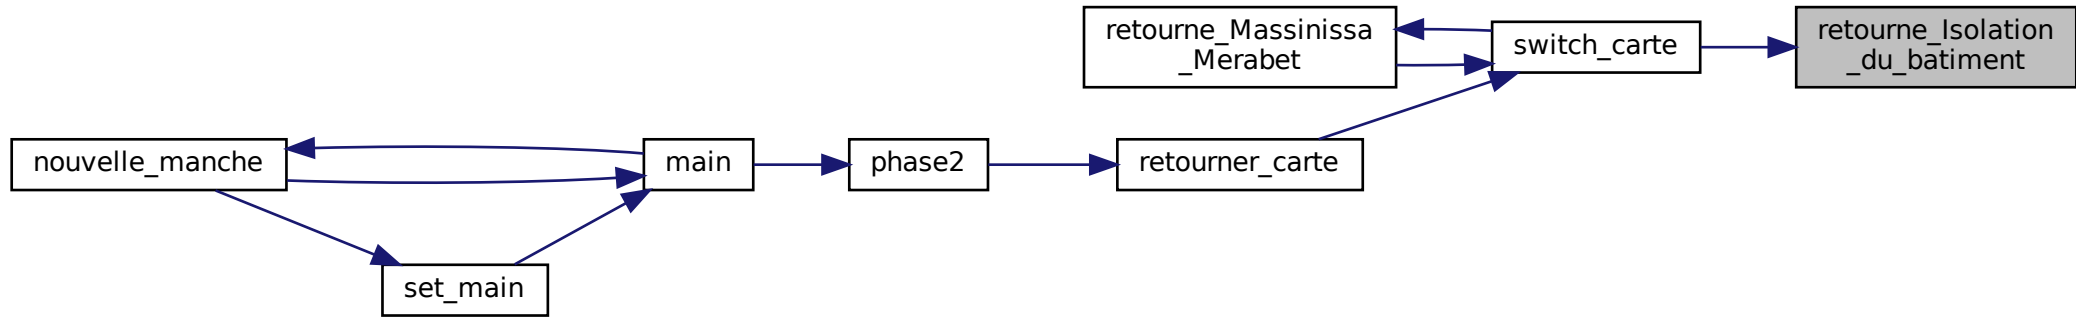 retourne_Massinissa
_Merabet
switch_carte
retourne_Isolation
_du_batiment
nouvelle_manche
main
phase2
retourner_carte
set_main